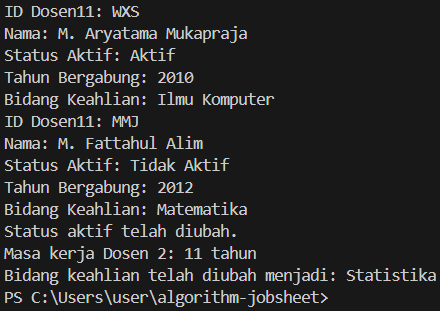 ID Dosen11: WXS
Nama: M. Aryatama Mukapraja
Status Aktif: Aktif
Tahun Bergabung: 2010
Bidang Keahlian: Ilmu Komputer
ID Dosen11: MMJ
Nama: M. Fattahul Alim
Status Aktif: Tidak Aktif
Tahun Bergabung: 2012
Bidang Keahlian: Matematika
Status aktif telah diubah.
Masa kerja Dosen 2: 11 tahun
Bidang keahlian telah diubah menjadi: Statistika
PS C:\Users\user\algorithm-jobsheet>